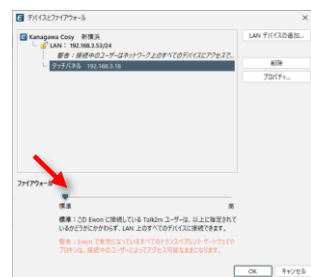 デバイスとファイアウォール
Kanagawa Cosy 新横浜
LAN： 192.168.3.53/24
警告：接続中のユーザーはネットワーク上のすべてのデバイスにアクセスで...
タッチパネル 192.168.3.18
LAN デバイスの追加...
削除
プロパティ...
ファイアウォール
標準
高
標準：この Ewon に接続している Talk2m ユーザーは、以上に指定されて
いるかどうかにかかわらず、LAN 上のすべてのデバイスに接続できます。
警告：Ewon で有効になっているすべてのトランスペアレント ゲートウェイや
プロキシは、接続中のユーザーによってアクセス可能なままになります。
OK
キャンセル